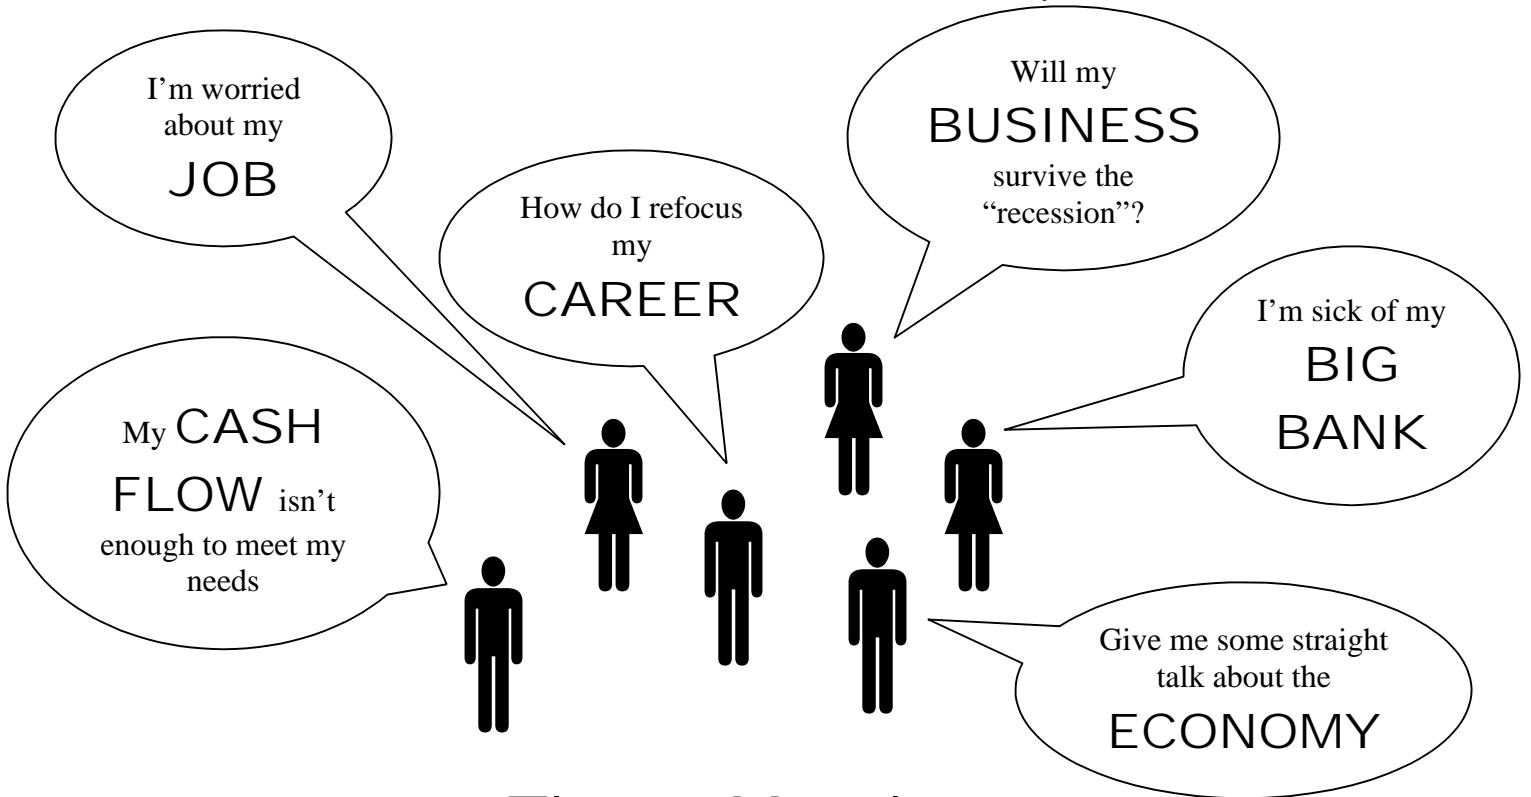 I’m worried
about my
JOB
How do I refocus
my
CAREER
Will my
BUSINESS
survive the
“recession”?
I’m sick of my
BIG
BANK
My CASH
FLOW isn’t
enough to meet my
needs
Give me some straight
talk about the
ECONOMY